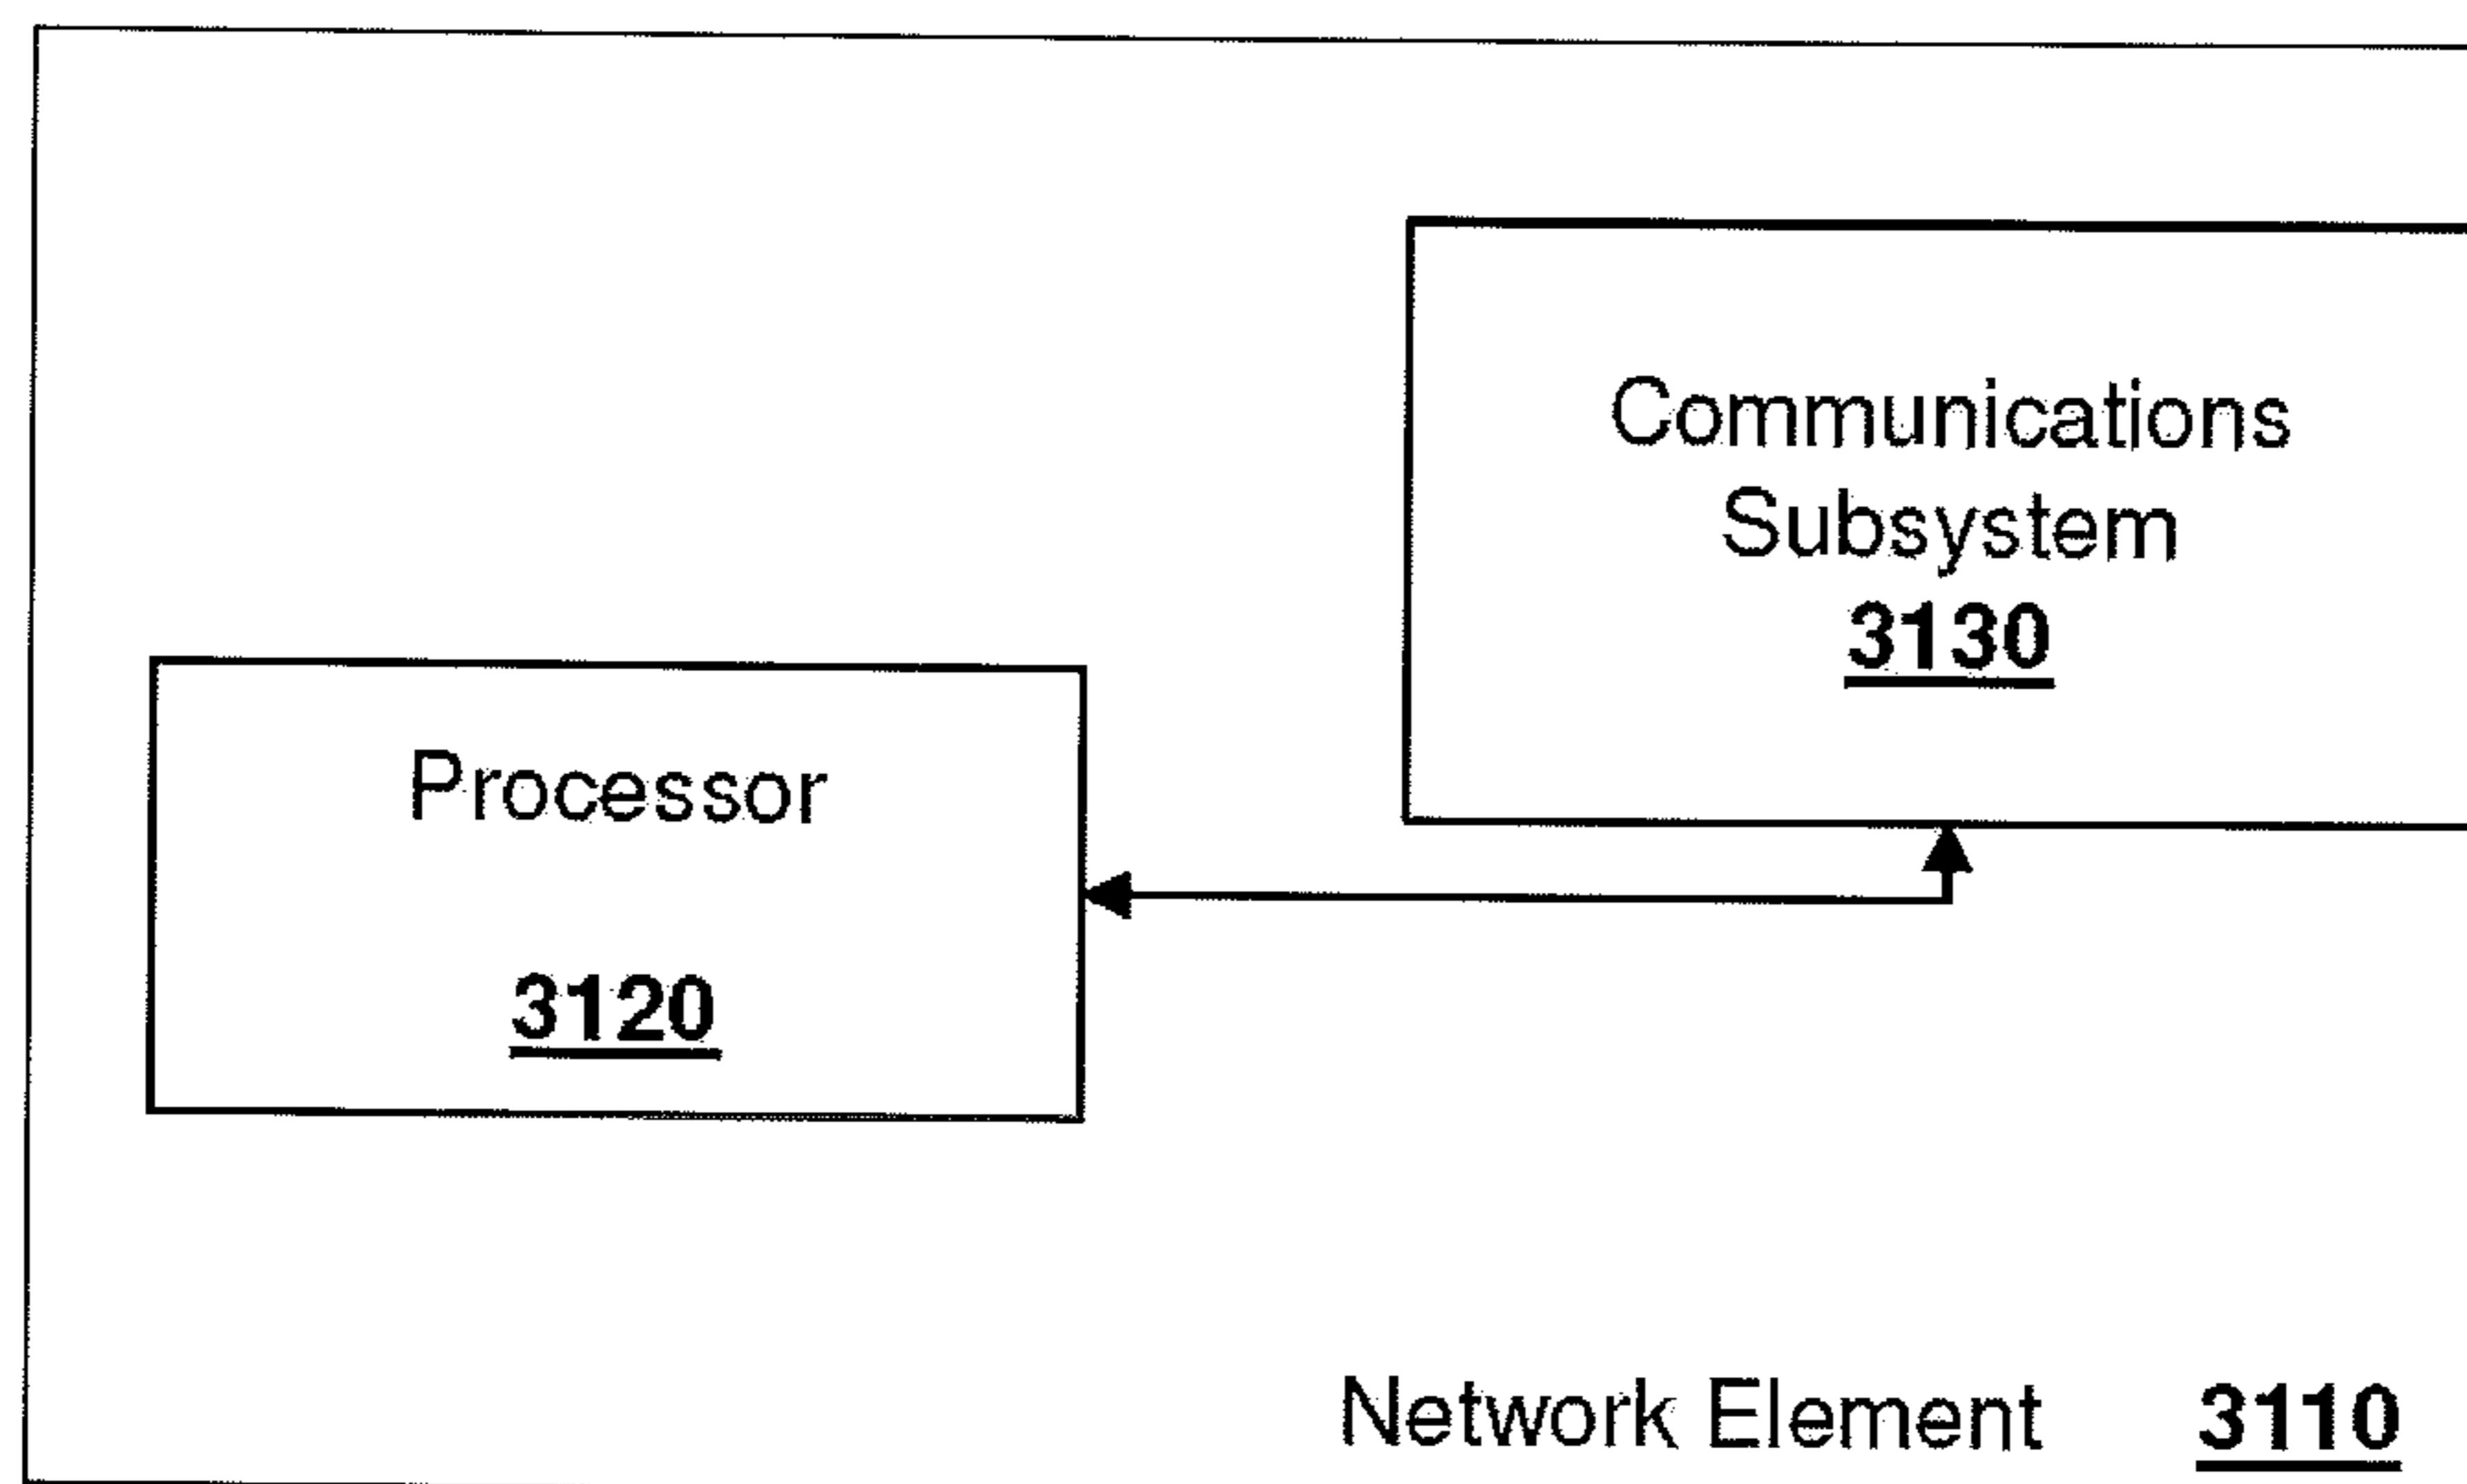 Communications
Subsystem
3130
Processor
3120
Network Element 3110